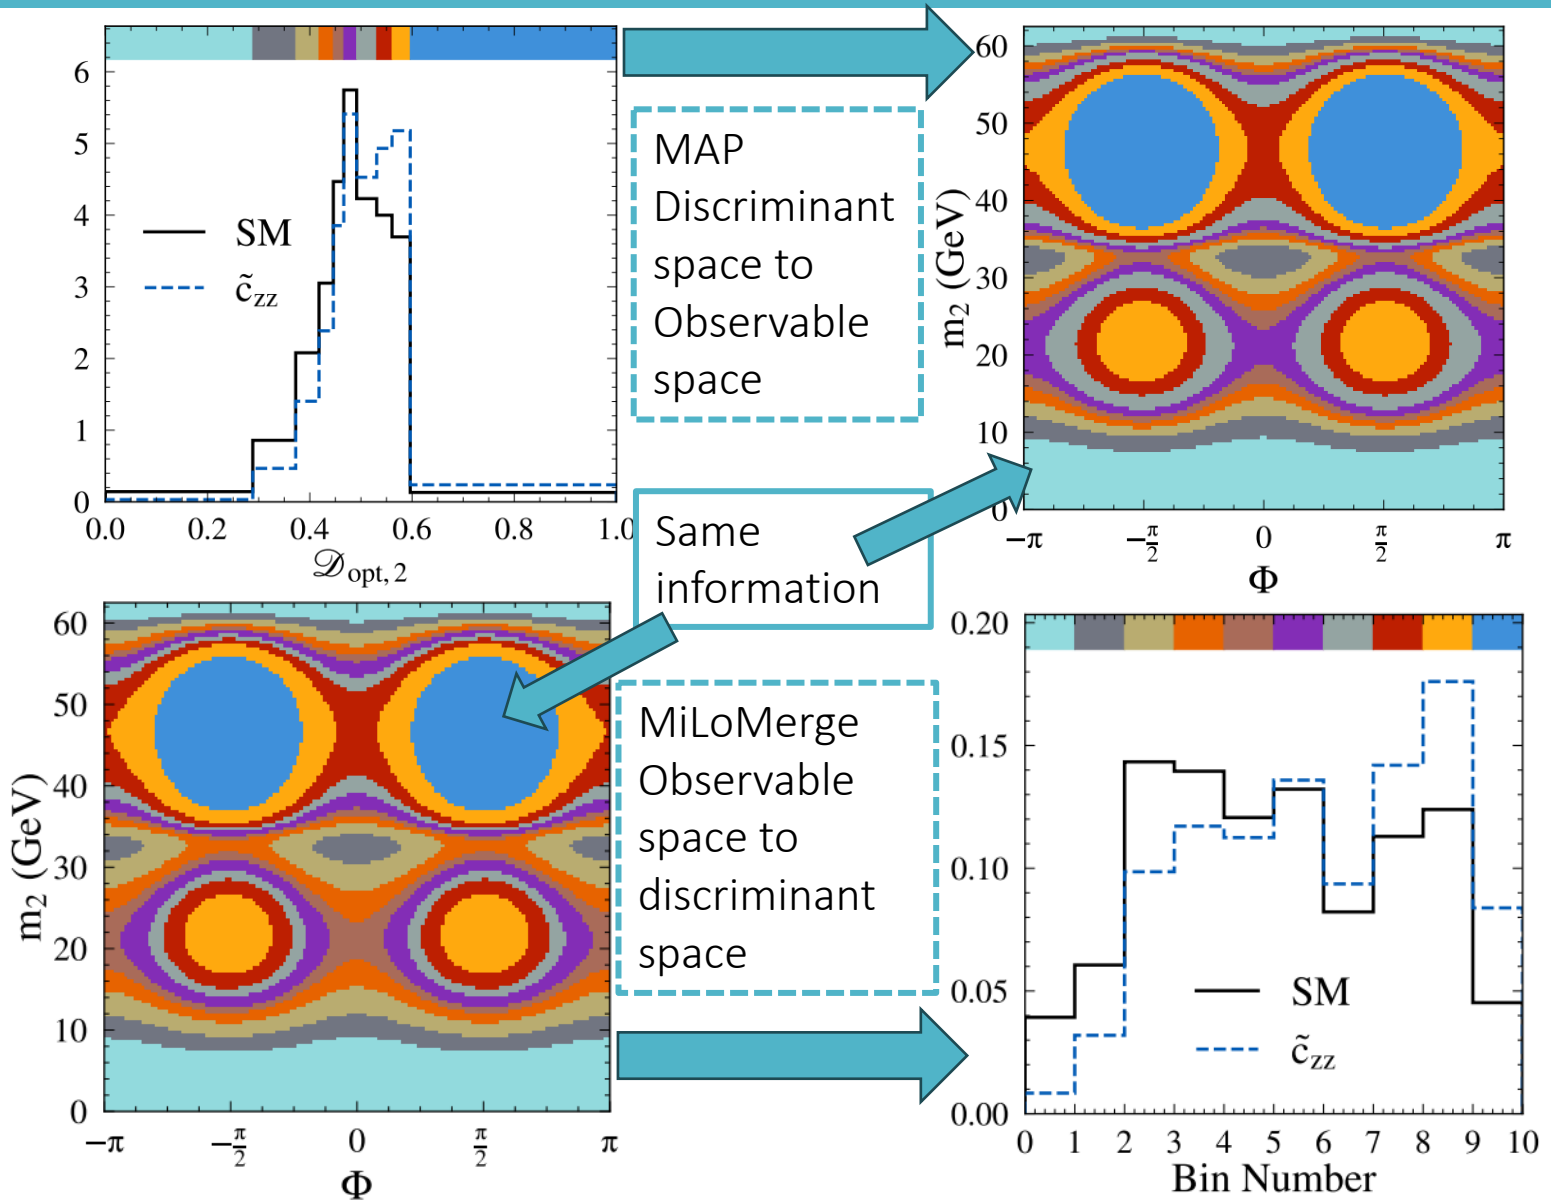 6
5
4
3
2
1
0
SM
c̃zz
0.0 0.2 0.4 0.6 0.8 1.0
𝒟opt, 2
MAP
Discriminant
space to
Observable
space
60
50
40
30
20
10
0
m2 (GeV)
−π −π/2 0 π/2 π
Φ
Same
information
60
50
40
30
20
10
0
m2 (GeV)
−π −π/2 0 π/2 π
Φ
MiLoMerge
Observable
space to
discriminant
space
0.20
0.15
0.10
0.05
0.00
SM
c̃zz
0 1 2 3 4 5 6 7 8 9 10
Bin Number